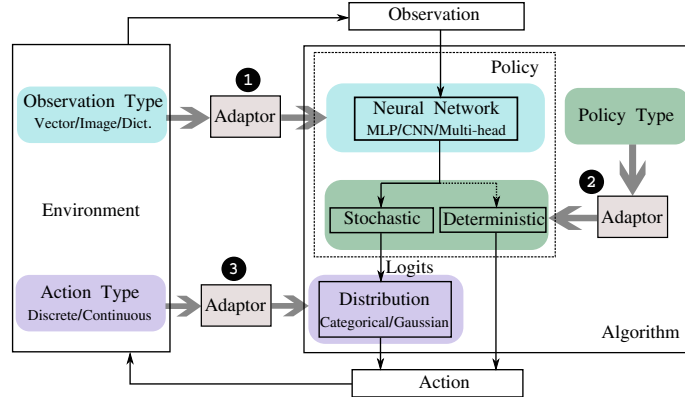 Observation
Policy
1
Observation Type
Vector/Image/Dict.
Adaptor
Neural Network
MLP/CNN/Multi-head
Policy Type
2
Environment
Stochastic
Deterministic
Adaptor
3
Logits
Action Type
Discrete/Continuous
Adaptor
Distribution
Categorical/Gaussian
Algorithm
Action